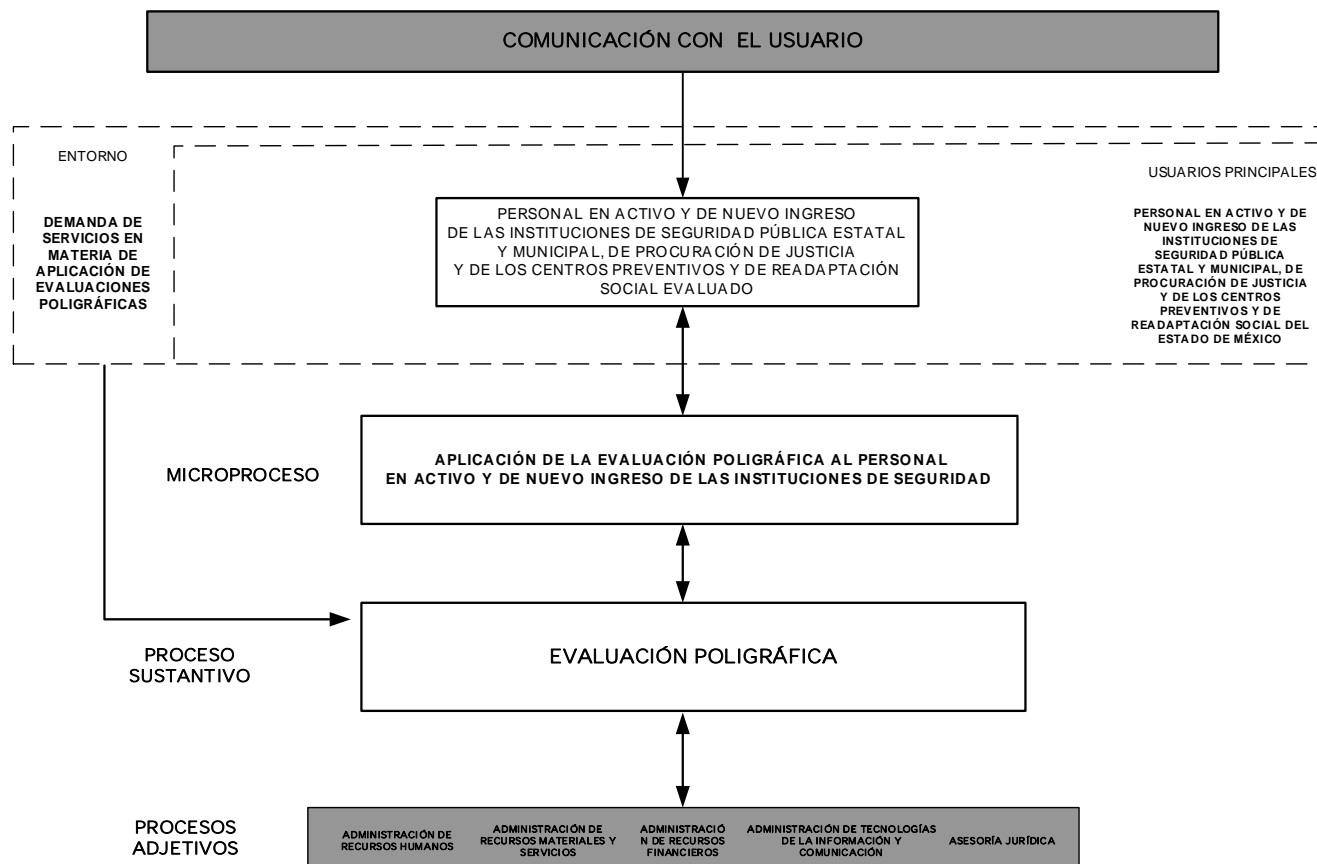 COMUNICACIÓN CON EL USUARIO
ENTORNO
DEMANDA DE
SERVICIOS EN
MATERIA DE
APLICACIÓN DE
EVALUACIONES
POLIGRÁFICAS
PERSONAL EN ACTIVO Y DE NUEVO INGRESO
DE LAS INSTITUCIONES DE SEGURIDAD PÚBLICA ESTATAL
Y MUNICIPAL, DE PROCURACIÓN DE JUSTICIA
Y DE LOS CENTROS PREVENTIVOS Y DE READAPTACIÓN
SOCIAL EVALUADO
USUARIOS PRINCIPALES
PERSONAL EN ACTIVO Y DE
NUEVO INGRESO DE LAS
INSTITUCIONES DE
SEGURIDAD PÚBLICA
ESTATAL Y MUNICIPAL, DE
PROCURACIÓN DE JUSTICIA
Y DE LOS CENTROS
PREVENTIVOS Y DE
READAPTACIÓN SOCIAL DEL
ESTADO DE MÉXICO
MICROPROCESO
APLICACIÓN DE LA EVALUACIÓN POLIGRÁFICA AL PERSONAL
EN ACTIVO Y DE NUEVO INGRESO DE LAS INSTITUCIONES DE SEGURIDAD
PROCESO
SUSTANTIVO
EVALUACIÓN POLIGRÁFICA
PROCESOS
ADJETIVOS
ADMINISTRACIÓN DE
RECURSOS HUMANOS
ADMINISTRACIÓN DE
RECURSOS MATERIALES Y
SERVICIOS
ADMINISTRACIÓ
N DE RECURSOS
FINANCIEROS
ADMINISTRACIÓN DE TECNOLOGÍAS
DE LA INFORMACIÓN Y
COMUNICACIÓN
ASESORÍA JURÍDICA